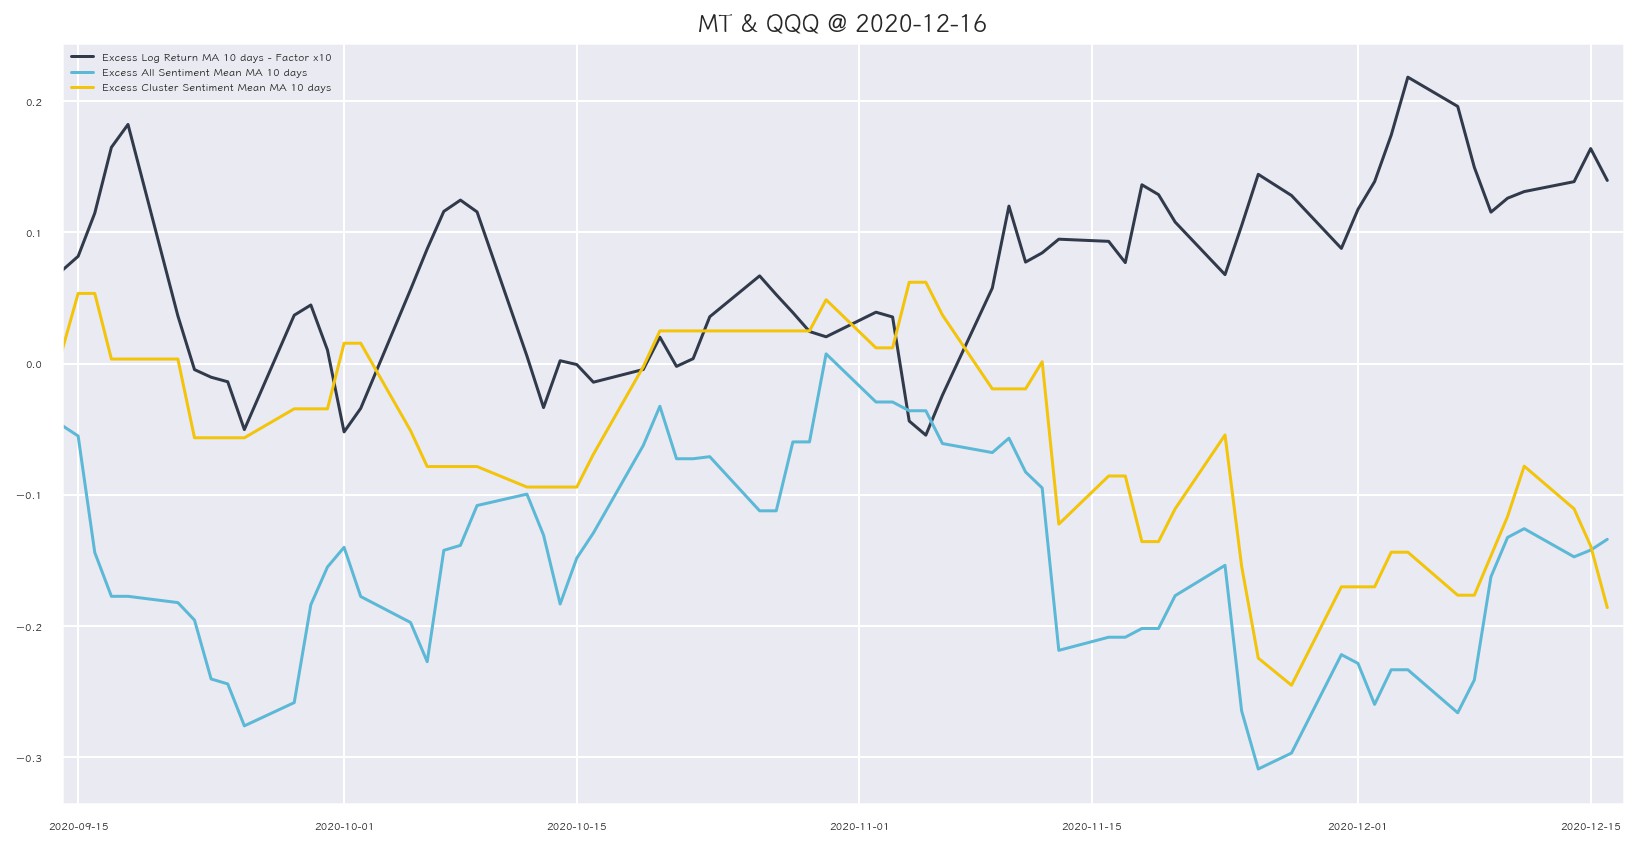 MT & QQQ @ 2020-12-16
Excess Log Return MA 10 days - Factor x10
Excess All Sentiment Mean MA 10 days
Excess Cluster Sentiment Mean MA 10 days
0.2
0.1
0.0
−0.1
−0.2
−0.3
2020-09-15 2020-10-01 2020-10-15 2020-11-01 2020-11-15 2020-12-01 2020-12-15